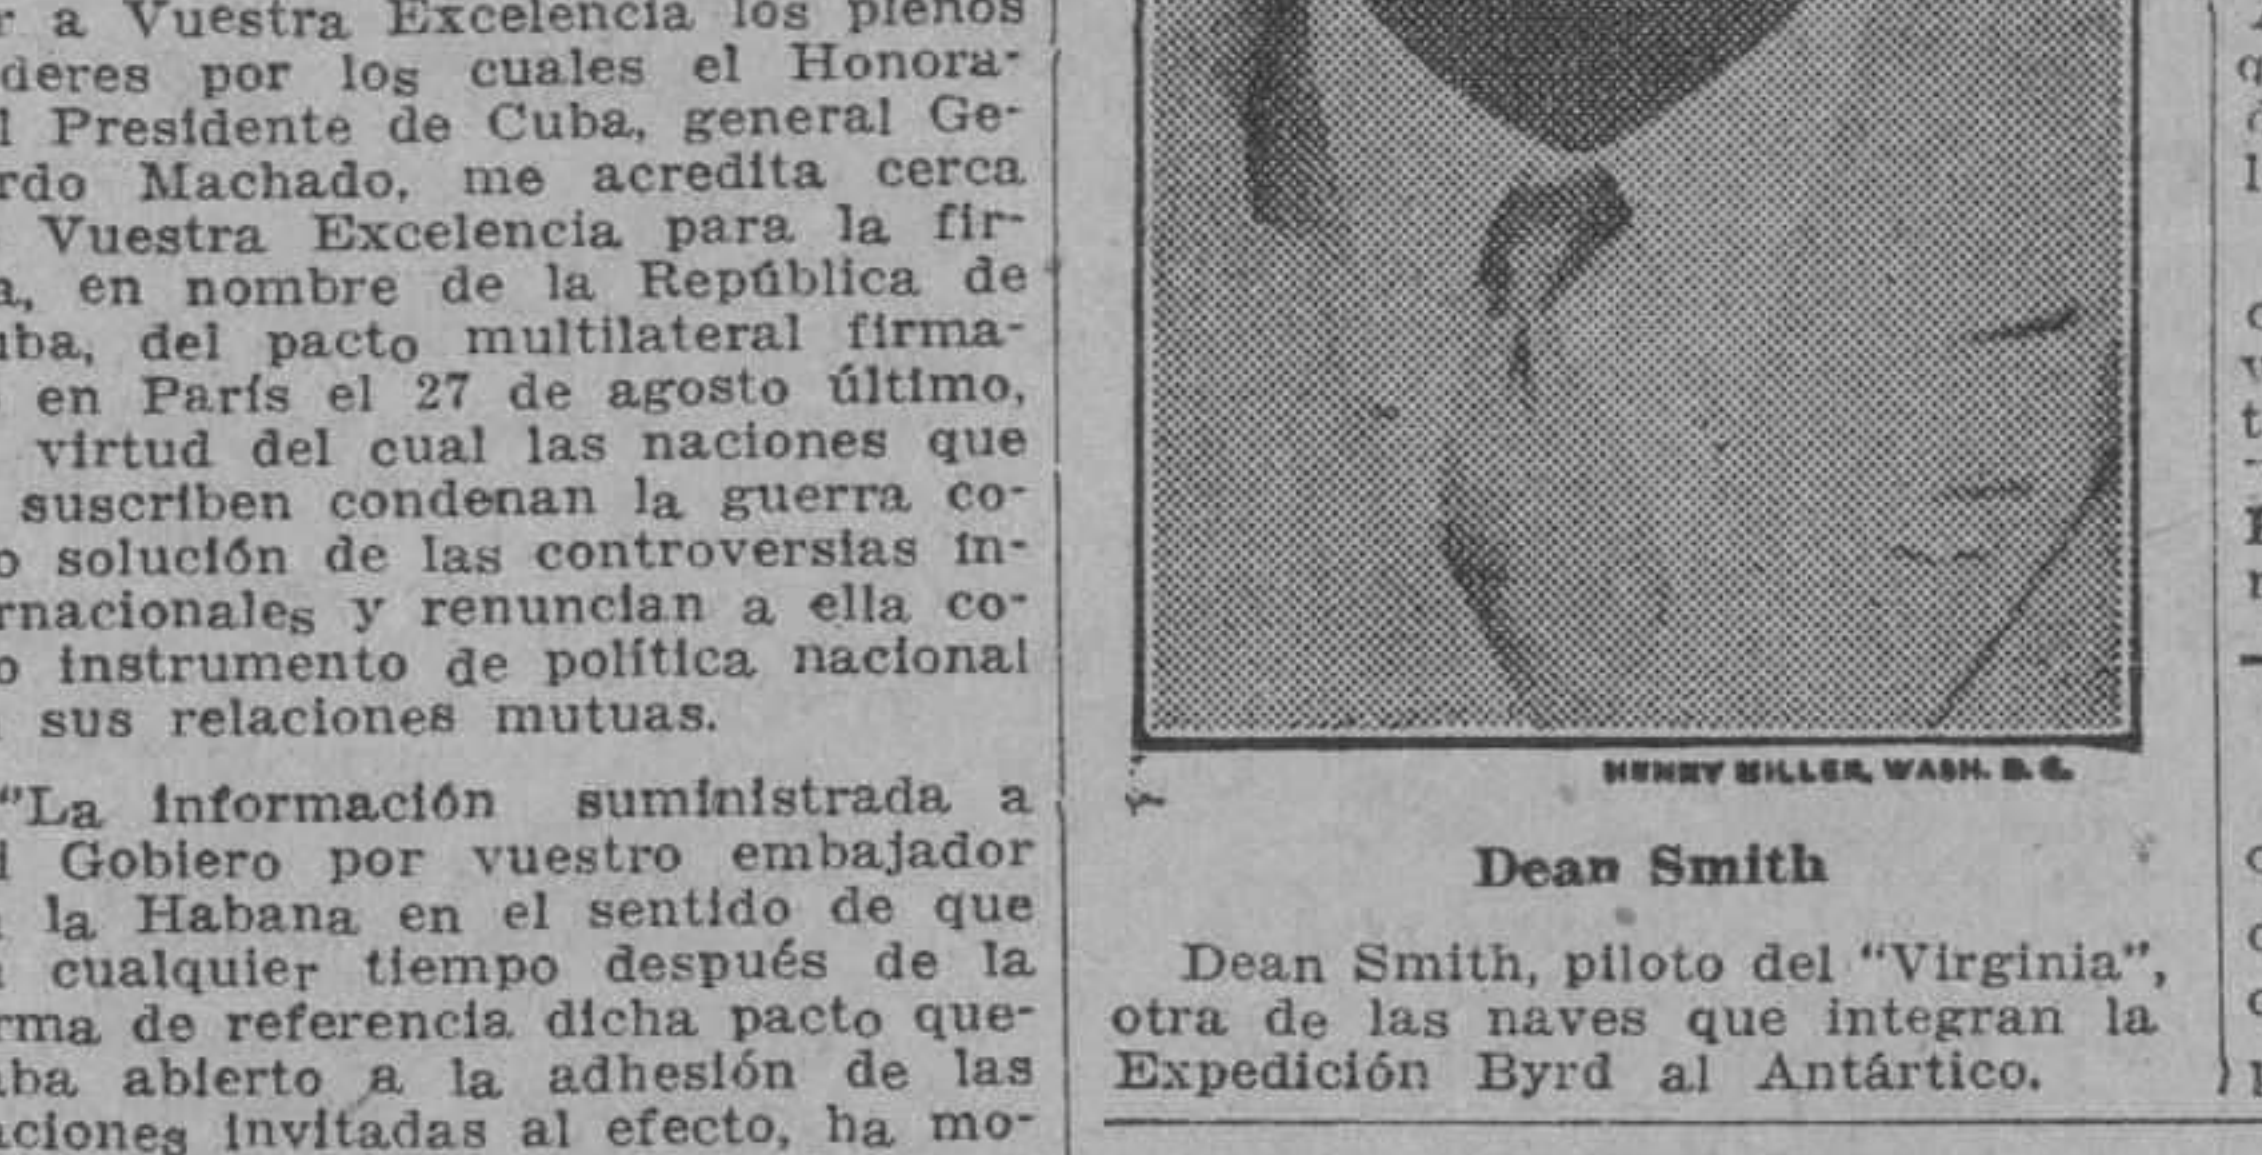 a Vuestra Excelencia los plenos
deres por los cuales el Honora-
l Presidente de Cuba, general Ge-
rdo Machado, me acredita cerca
Vuestra Excelencia para la fir-
a, en nombre de la República de
uba, del pacto multilateral firma-
en París el 27 de agosto último,
virtud del cual las naciones que
suscriben condenan la guerra co-
o solución de las controversias in-
rnacionales y renuncian a ella co-
o instrumento de política nacional
sus relaciones mutuas.
"La información suministrada a
Gobiero por vuestro embajador
la Habana en el sentido de que
cualquier tiempo después de la
rma de referencia dicha pacto que-
aba abierto a la adhesión de las
ciones invitadas al efecto, ha mo-
HENRY MILLER, WASH. D. C.
Dean Smith
Dean Smith, piloto del "Virginia",
otra de las naves que integran la
Expedición Byrd al Antártico.